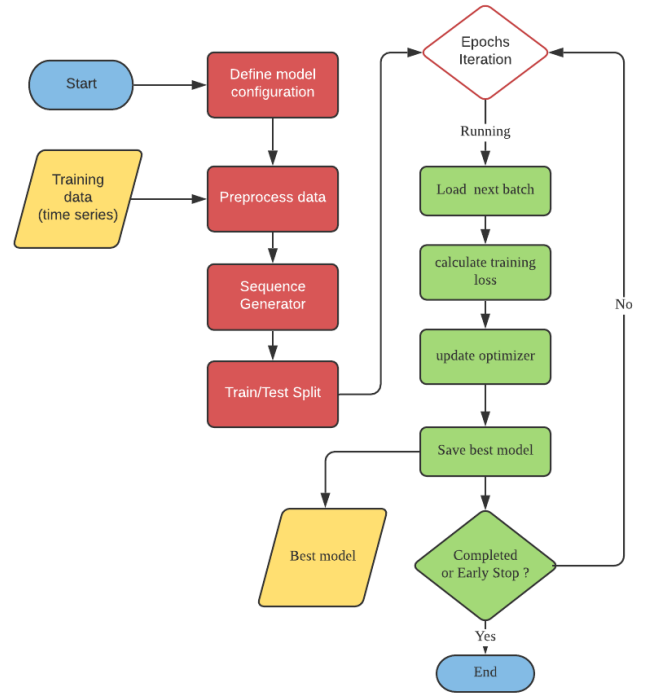 Start
Define model
configuration
Training
data
(time series)
Preprocess data
Sequence
Generator
Train/Test Split
Epochs
Iteration
Running
Load next batch
calculate training
loss
update optimizer
Save best model
Best model
Completed
or Early Stop ?
No
Yes
End